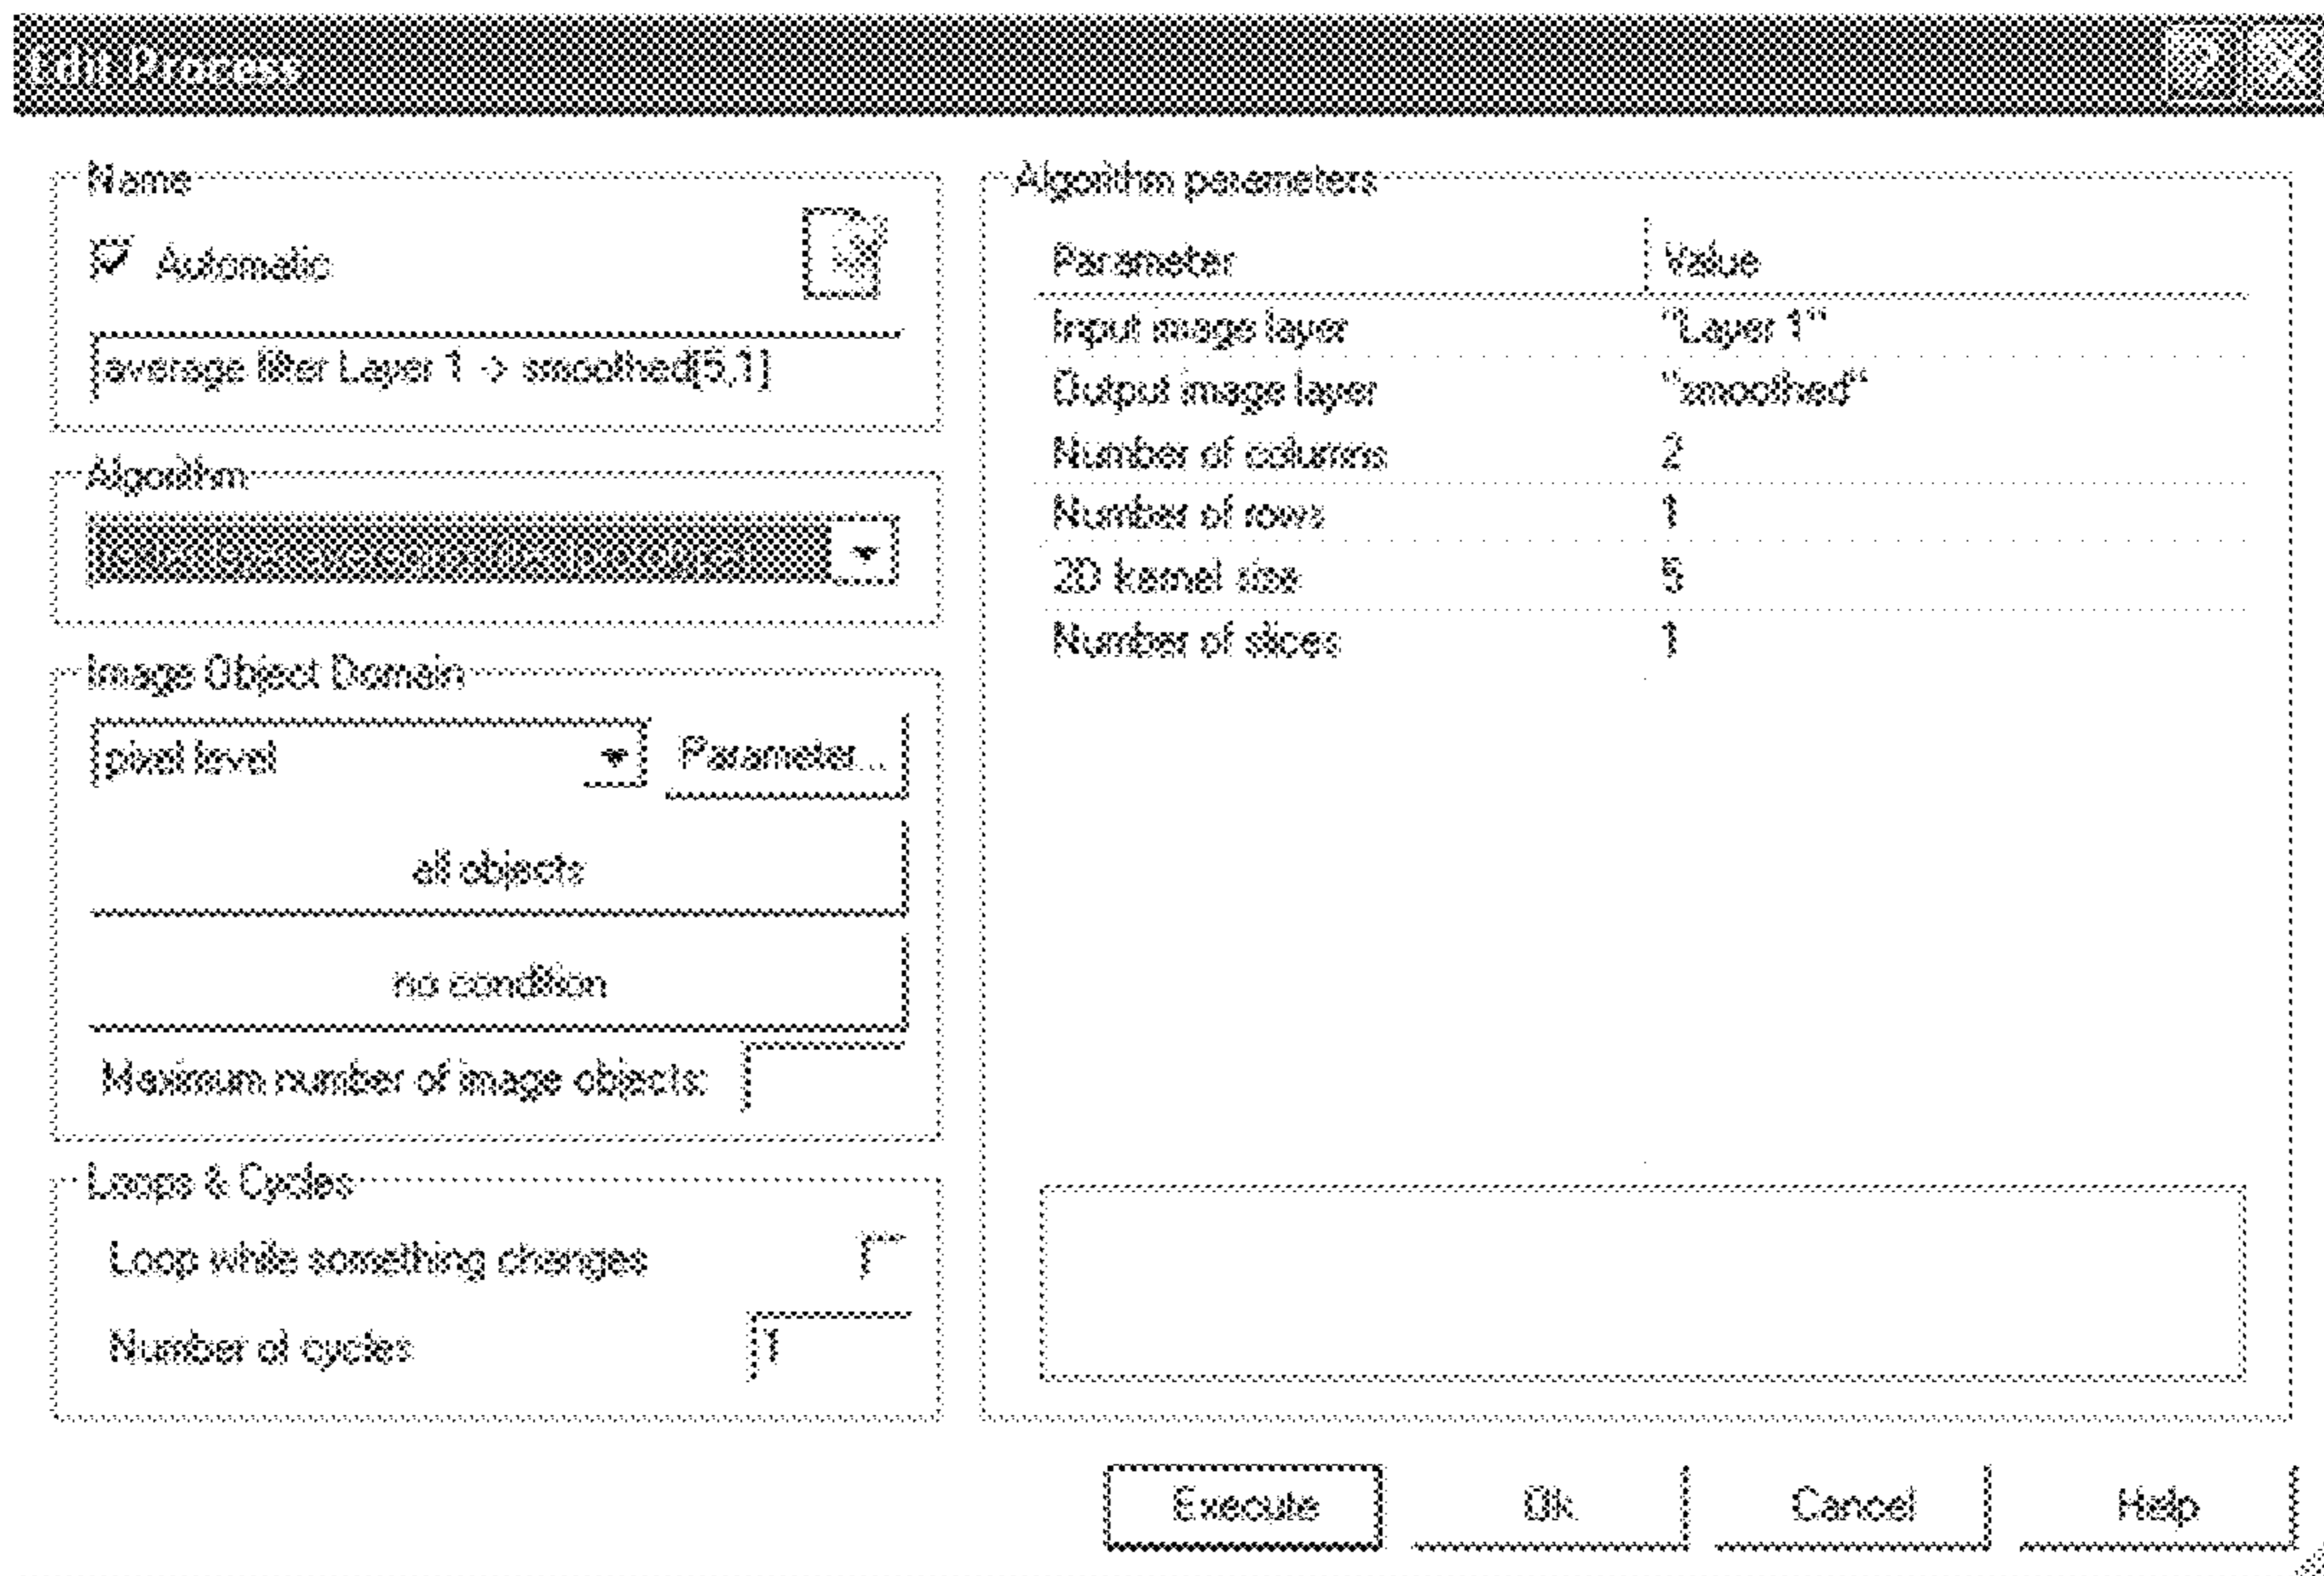 Edit Process
Name
Automatic
average filter Layer 1 -> smoothed[5,1]
Algorithm
Image Object Domain
pixel level
Parameter...
all objects
no condition
Maximum number of image objects:
Loops & Cycles
Loop while something changes
Number of cycles
1
Algorithm parameters
Parameter Value
Input image layer "Layer 1"
Output image layer "smoothed"
Number of columns 2
Number of rows 1
2D kernel size 5
Number of slices 1
Execute Ok Cancel Help